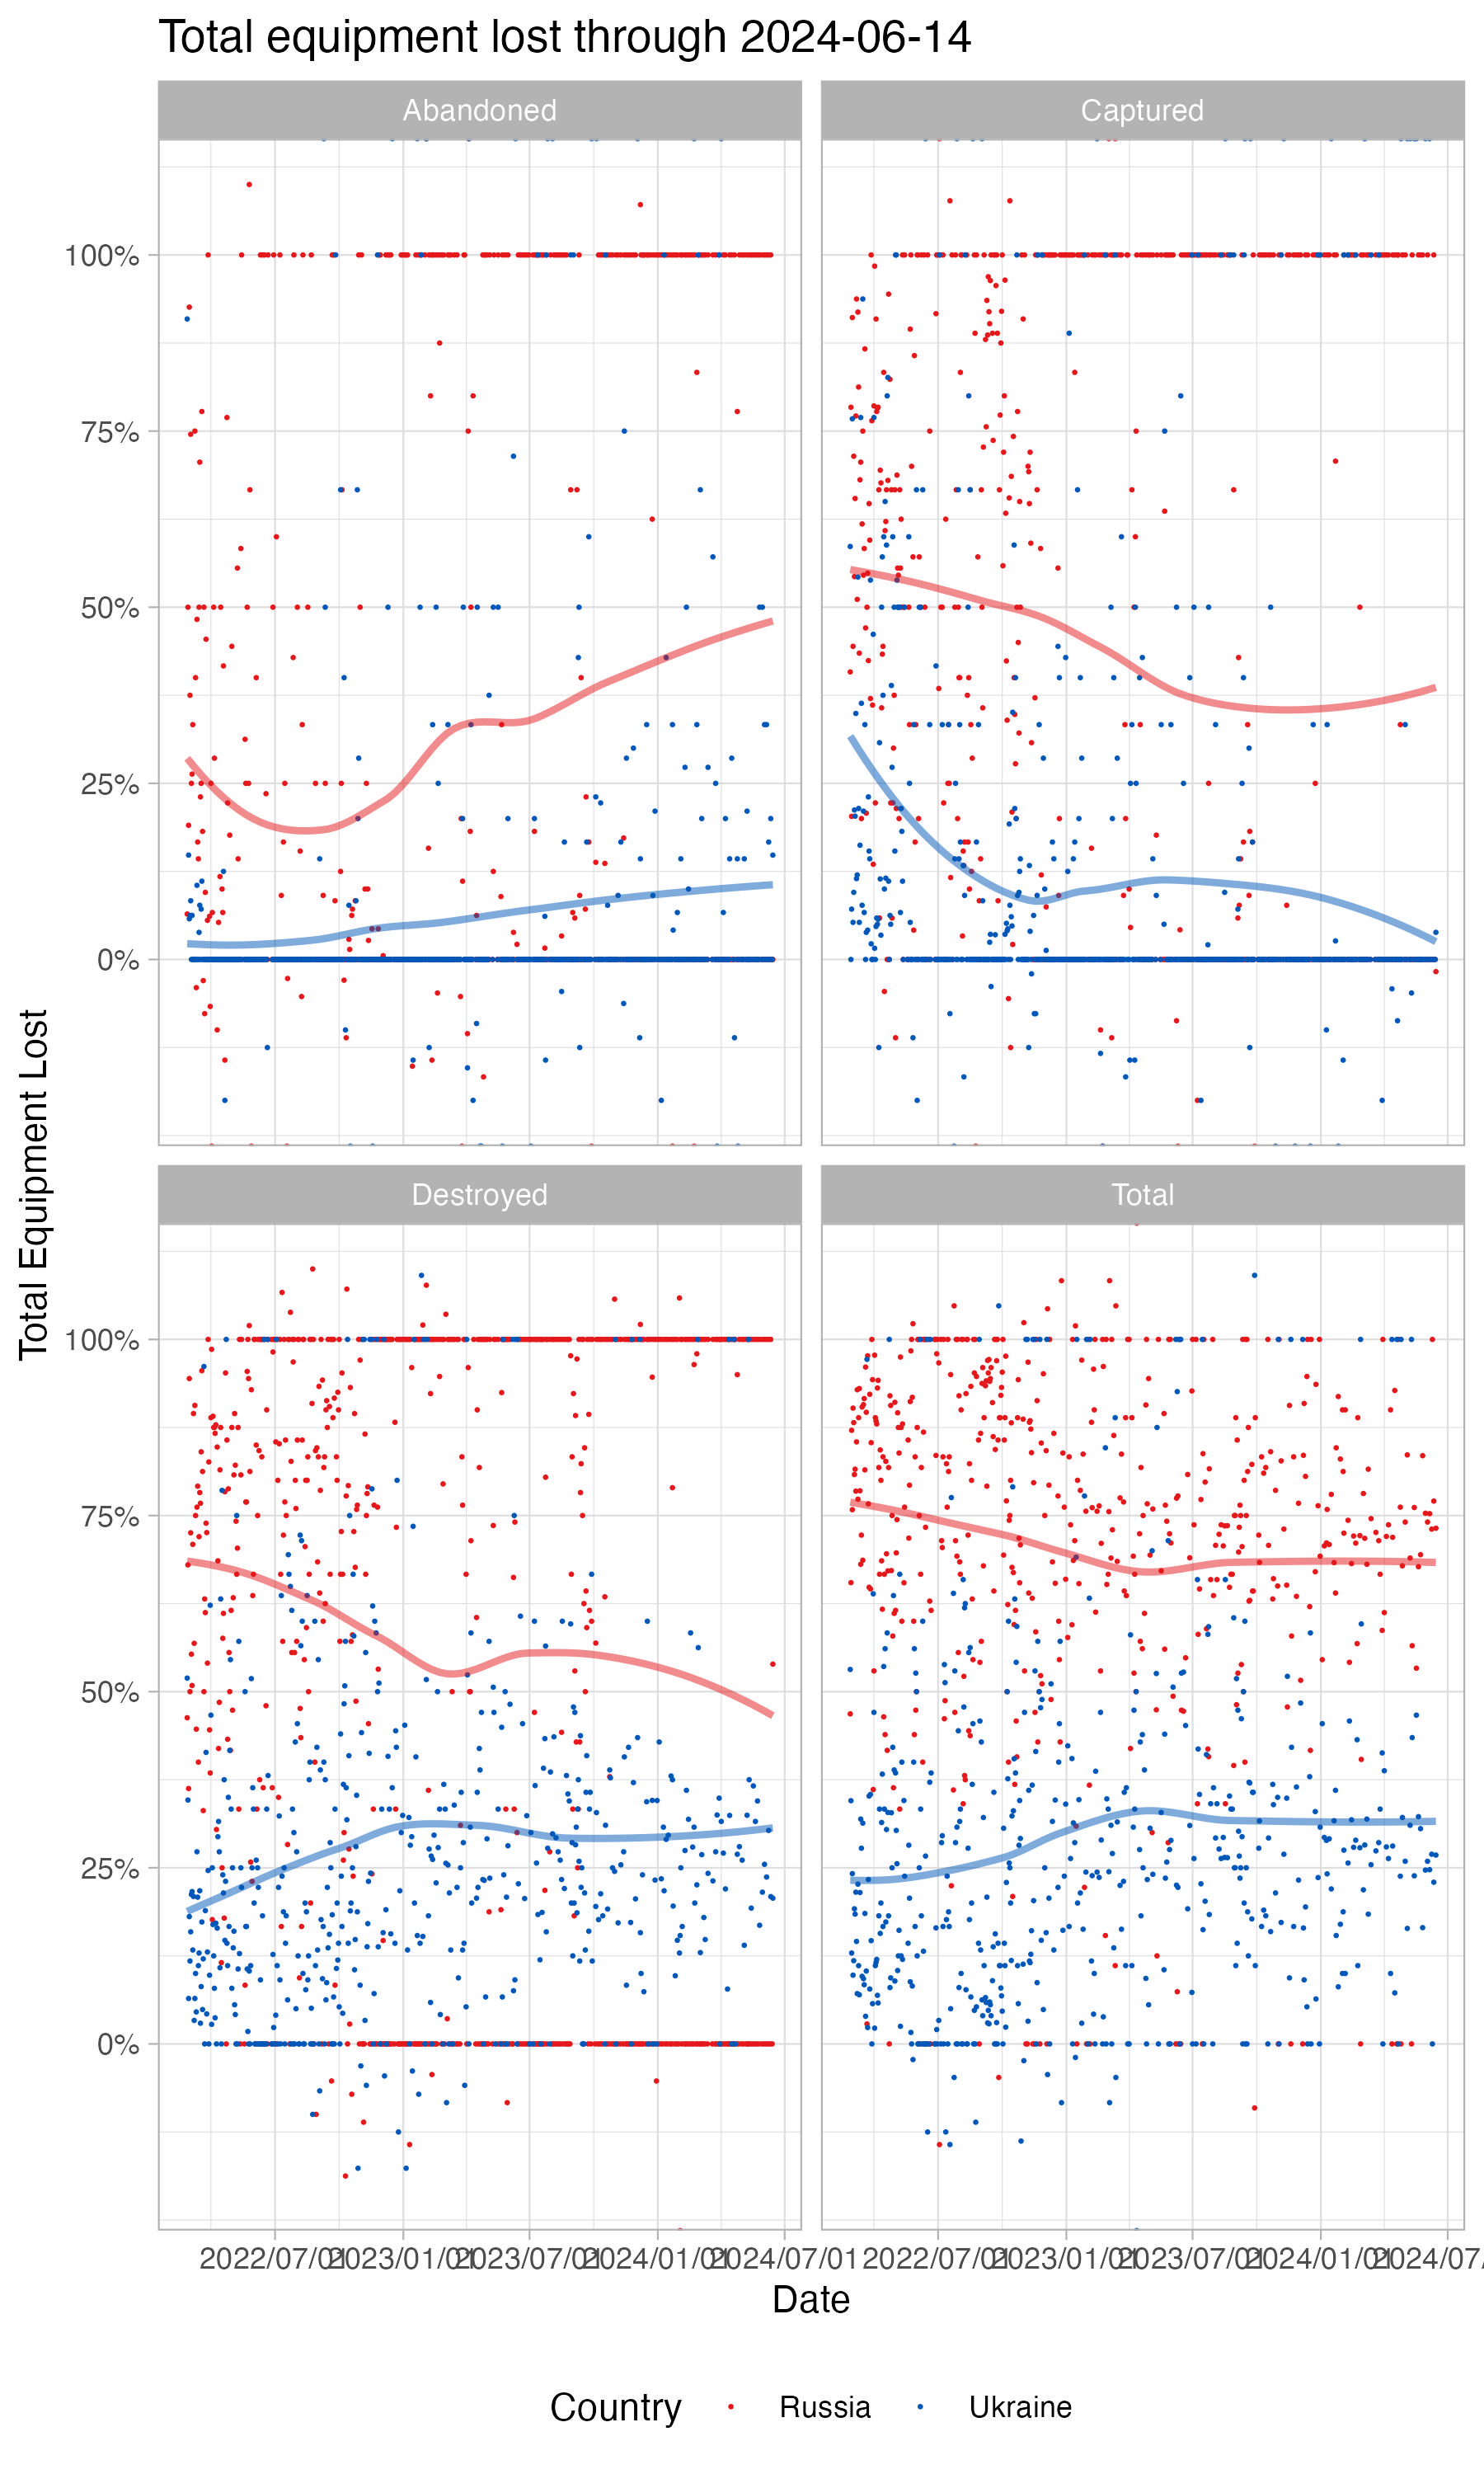 Total equipment lost through 2024-06-14
Abandoned
Captured
100%
75%
50%
25%
0%
Destroyed
Total
100%
75%
50%
25%
0%
Total Equipment Lost
2022/07/01 2023/01/01 2023/07/01 2024/01/01 2024/07/01 2022/07/01 2023/01/01 2023/07/01 2024/01/01 2024/07/
Date
Country Russia Ukraine